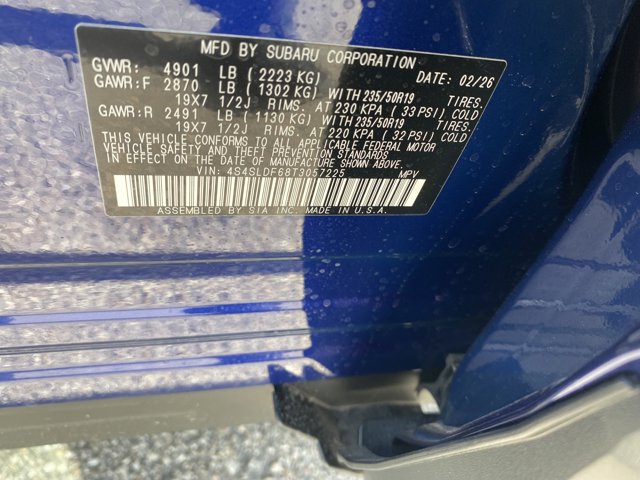 MFD BY SUBARU CORPORATION
GVWR: 4901 LB (2223 KG) DATE: 02/26
GAWR:F 2870 LB (1302 KG) WITH 235/50R19 TIRES.
19X7 1/2J RIMS. AT 230 KPA (33 PSI) COLD
GAWR:R 2491 LB (1130 KG) WITH 235/50R19 TIRES.
19X7 1/2J RIMS. AT 220 KPA (32 PSI) COLD
THIS VEHICLE CONFORMS TO ALL APPLICABLE FEDERAL MOTOR
VEHICLE SAFETY AND THEFT PREVENTION STANDARDS
IN EFFECT ON THE DATE OF MANUFACTURE SHOWN ABOVE.
VIN: 4S4SLDF68T3057225 MPV
ASSEMBLED BY SIA INC. MADE IN U.S.A.